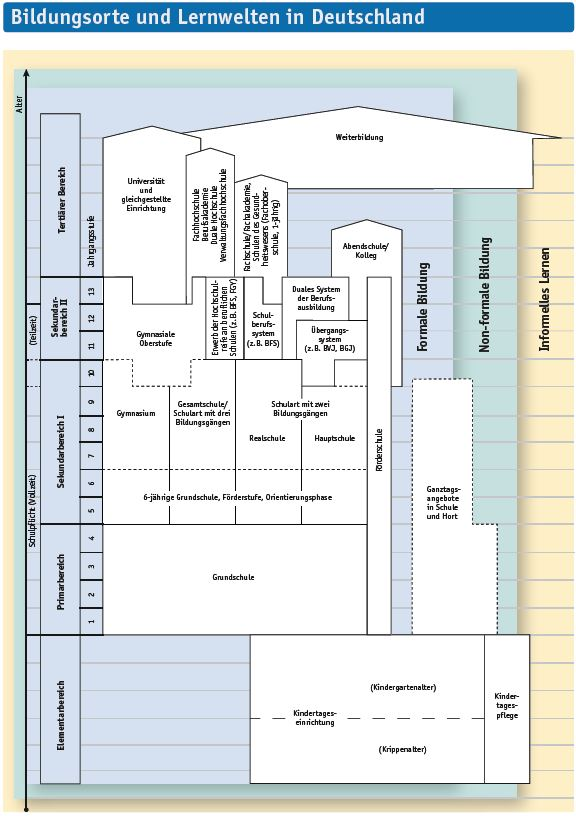 Bildungsorte und Lernwelten in Deutschland
Alter
Tertiärer Bereich
Jahrgangsstufe
Universität
und
gleichgestellte
Einrichtung
Fachhochschule
Berufsakademie
Duale Hochschule
Verwaltungsfachhochschule
Fachschule/Fachakademie,
Schulen des Gesund-
heitswesens (Fachober-
schule, 1-jährig)
Weiterbildung
Abendschule/
Kolleg
Formale Bildung
Non-formale Bildung
Informelles Lernen
(Teilzeit)
Sekundar-
bereich II
13
12
11
Gymnasiale
Oberstufe
Erwerb der Hochschul-
reife an beruflichen
Schulen (z. B. BFS, FGY)
Schul-
berufs-
system
(z. B. BFS)
Duales System
der Berufs-
ausbildung
Übergangs-
system
(z. B. BVJ, BGJ)
Schulpflicht (Vollzeit)
Sekundarbereich I
10
9
8
7
6
5
Gymnasium
Gesamtschule/
Schulart mit drei
Bildungsgängen
Schulart mit zwei
Bildungsgängen
Realschule
Hauptschule
Förderschule
6-jährige Grundschule, Förderstufe, Orientierungsphase
Ganztags-
angebote
in Schule
und Hort
Primarbereich
4
3
2
1
Grundschule
Elementarbereich
(Kindergartenalter)
Kindertages-
einrichtung
(Krippenalter)
Kinder-
tages-
pflege